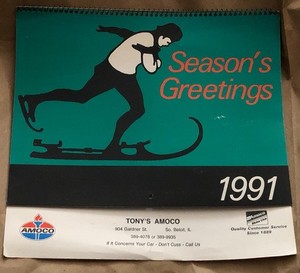 Season's
Greetings
1991
AMOCO
TONY'S AMOCO
604 Gardner St. So. Beloit, IL
389-4078 or 389-9935
If It Concerns Your Car - Don't Cuss - Call Us
Quality Customer Service
Since 1889